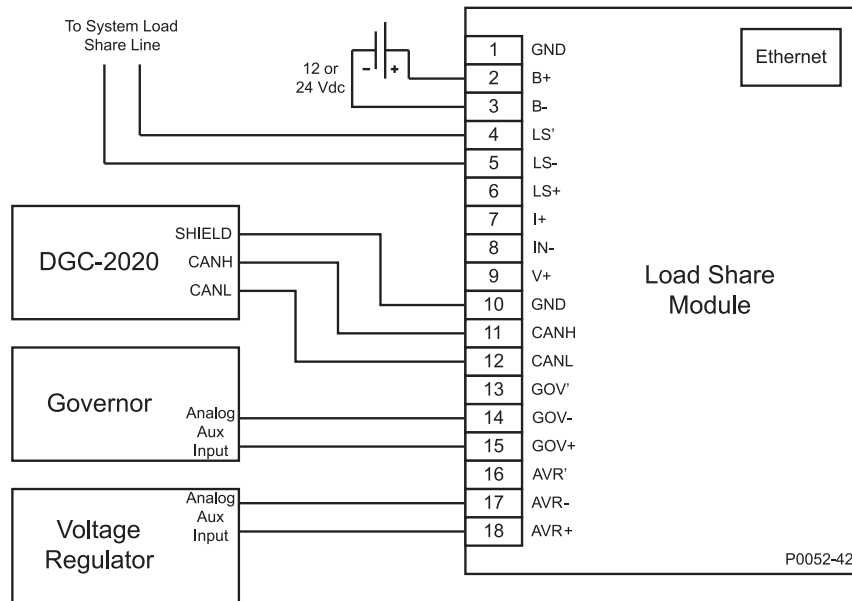 To System Load
Share Line
12 or
24 Vdc
-
+
DGC-2020
SHIELD
CANH
CANL
Governor
Analog
Aux
Input
Voltage
Regulator
Analog
Aux
Input
1 GND
2 B+
3 B-
4 LS'
5 LS-
6 LS+
7 I+
8 IN-
9 V+
10 GND
11 CANH
12 CANL
13 GOV'
14 GOV-
15 GOV+
16 AVR'
17 AVR-
18 AVR+
Ethernet
Load Share
Module
P0052-42